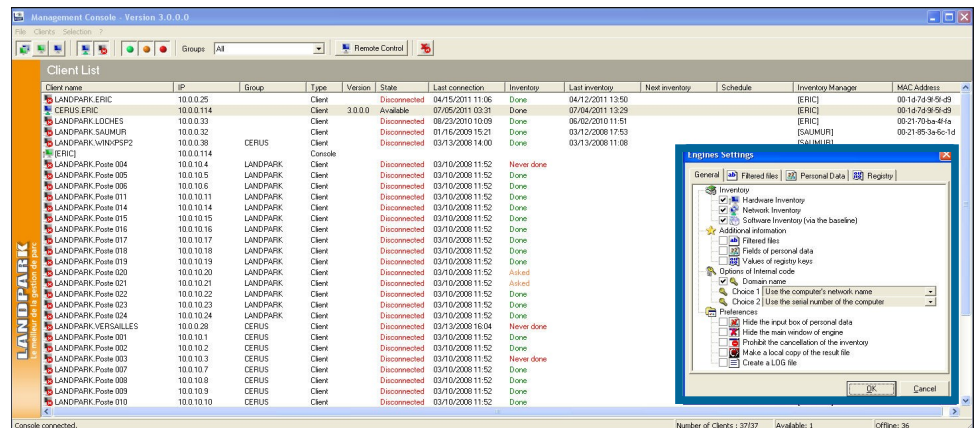 Management Console - Version 3.0.0.0
File Clients Selection ?
Groups All Remote Control
Client List
Client name IP Group Type Version State Last connection Inventory Last inventory Next inventory Schedule Inventory Manager MAC Address
LANDPARK.ERIC 10.0.0.25 Client Disconnected 04/15/2011 11:06 Done 04/12/2011 13:50 [ERIC] 00-1d-7d-9f-5f-d9
CERUS.ERIC 10.0.0.114 Client 3.0.0.0 Available 07/05/2011 03:31 Done 07/04/2011 13:29 [ERIC] 00-1d-7d-9f-5f-d9
LANDPARK.LOCHES 10.0.0.33 Client Disconnected 08/23/2010 10:09 Done 06/02/2010 11:51 [ERIC] 00-21-70-ba-4f-fa
LANDPARK.SAUMUR 10.0.0.32 Client Disconnected 01/16/2009 15:21 Done 03/12/2008 17:53 [SAUMUR] 00-21-85-3a-6c-1d
LANDPARK.WINXPSP2 10.0.0.38 CERUS Client Disconnected 03/13/2008 14:00 Done 03/13/2008 11:08 [SAUMUR]
[ERIC] 10.0.0.114 Console
LANDPARK.Poste 004 10.0.10.4 LANDPARK Client Disconnected 03/10/2008 11:52 Never done
LANDPARK.Poste 005 10.0.10.5 LANDPARK Client Disconnected 03/10/2008 11:52 Done
LANDPARK.Poste 006 10.0.10.6 LANDPARK Client Disconnected 03/10/2008 11:52 Done
LANDPARK.Poste 011 10.0.10.11 LANDPARK Client Disconnected 03/10/2008 11:52 Done
LANDPARK.Poste 014 10.0.10.14 LANDPARK Client Disconnected 03/10/2008 11:52 Done
LANDPARK.Poste 015 10.0.10.15 LANDPARK Client Disconnected 03/10/2008 11:52 Done
LANDPARK.Poste 016 10.0.10.16 LANDPARK Client Disconnected 03/10/2008 11:52 Done
LANDPARK.Poste 017 10.0.10.17 LANDPARK Client Disconnected 03/10/2008 11:52 Done
LANDPARK.Poste 018 10.0.10.18 LANDPARK Client Disconnected 03/10/2008 11:52 Done
LANDPARK.Poste 019 10.0.10.19 LANDPARK Client Disconnected 03/10/2008 11:52 Done
LANDPARK.Poste 020 10.0.10.20 LANDPARK Client Disconnected 03/10/2008 11:52 Asked
LANDPARK.Poste 021 10.0.10.21 LANDPARK Client Disconnected 03/10/2008 11:52 Asked
LANDPARK.Poste 022 10.0.10.22 LANDPARK Client Disconnected 03/10/2008 11:52 Done
LANDPARK.Poste 023 10.0.10.23 LANDPARK Client Disconnected 03/10/2008 11:52 Done
LANDPARK.Poste 024 10.0.10.24 LANDPARK Client Disconnected 03/10/2008 11:52 Done
LANDPARK.VERSAILLES 10.0.0.28 CERUS Client Disconnected 03/13/2008 16:04 Never done
LANDPARK.Poste 001 10.0.10.1 CERUS Client Disconnected 03/10/2008 11:52 Done
LANDPARK.Poste 002 10.0.10.2 CERUS Client Disconnected 03/10/2008 11:52 Done
LANDPARK.Poste 003 10.0.10.3 CERUS Client Disconnected 03/10/2008 11:52 Never done
LANDPARK.Poste 007 10.0.10.7 CERUS Client Disconnected 03/10/2008 11:52 Done
LANDPARK.Poste 008 10.0.10.8 CERUS Client Disconnected 03/10/2008 11:52 Done
LANDPARK.Poste 009 10.0.10.9 CERUS Client Disconnected 03/10/2008 11:52 Done
LANDPARK.Poste 010 10.0.10.10 CERUS Client Disconnected 03/10/2008 11:52 Done
LANDPARK
Le meilleur de la gestion de parc
Engines Settings
General Filtered files Personal Data Registry
Inventory
Hardware Inventory
Network Inventory
Software Inventory (via the baseline)
Additional information
Filtered files
Fields of personal data
Values of registry keys
Options of Internal code
Domain name
Choice 1 Use the computer's network name
Choice 2 Use the serial number of the computer
Preferences
Hide the input box of personal data
Hide the main window of engine
Prohibit the cancellation of the inventory
Make a local copy of the result file
Create a LOG file
OK Cancel
Console connected. Number of Clients : 37/37 Available: 1 Offline: 36